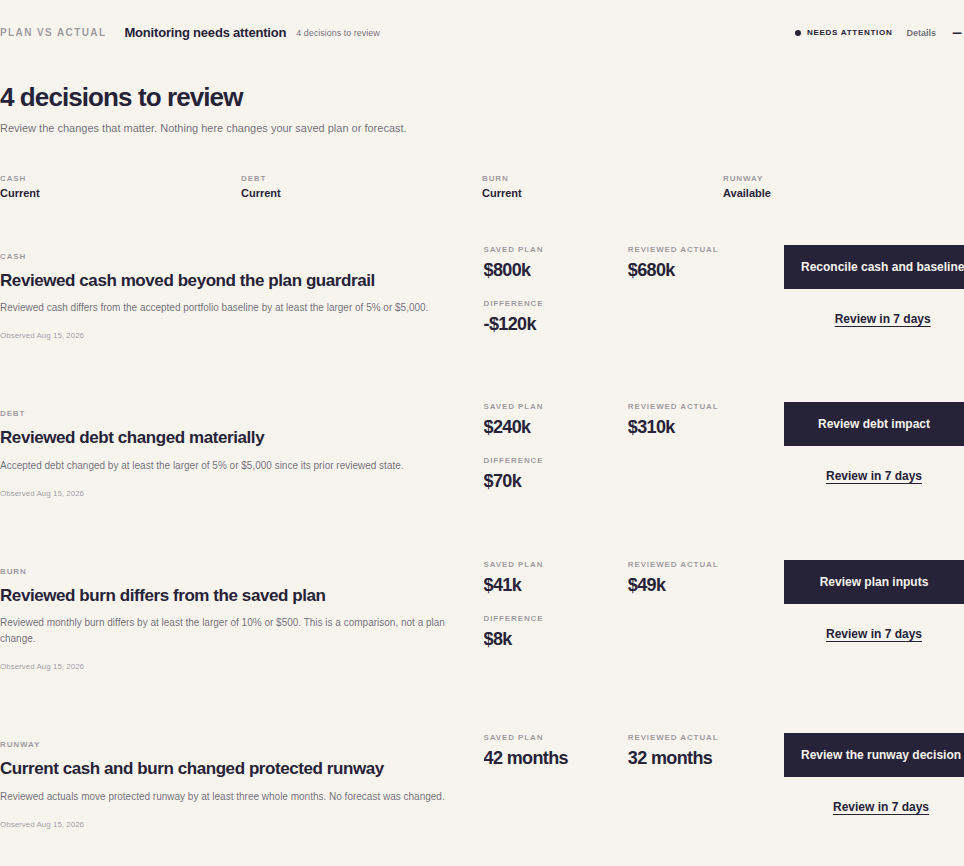 PLAN VS ACTUAL Monitoring needs attention 4 decisions to review NEEDS ATTENTION Details –
4 decisions to review
Review the changes that matter. Nothing here changes your saved plan or forecast.
CASH DEBT BURN RUNWAY
Current Current Current Available
CASH
Reviewed cash moved beyond the plan guardrail
Reviewed cash differs from the accepted portfolio baseline by at least the larger of 5% or $5,000.
Observed Aug 15, 2026
SAVED PLAN REVIEWED ACTUAL
$800k $680k
DIFFERENCE
-$120k
Reconcile cash and baseline
Review in 7 days
DEBT
Reviewed debt changed materially
Accepted debt changed by at least the larger of 5% or $5,000 since its prior reviewed state.
Observed Aug 15, 2026
SAVED PLAN REVIEWED ACTUAL
$240k $310k
DIFFERENCE
$70k
Review debt impact
Review in 7 days
BURN
Reviewed burn differs from the saved plan
Reviewed monthly burn differs by at least the larger of 10% or $500. This is a comparison, not a plan
change.
Observed Aug 15, 2026
SAVED PLAN REVIEWED ACTUAL
$41k $49k
DIFFERENCE
$8k
Review plan inputs
Review in 7 days
RUNWAY
Current cash and burn changed protected runway
Reviewed actuals move protected runway by at least three whole months. No forecast was changed.
Observed Aug 15, 2026
SAVED PLAN REVIEWED ACTUAL
42 months 32 months
Review the runway decision
Review in 7 days